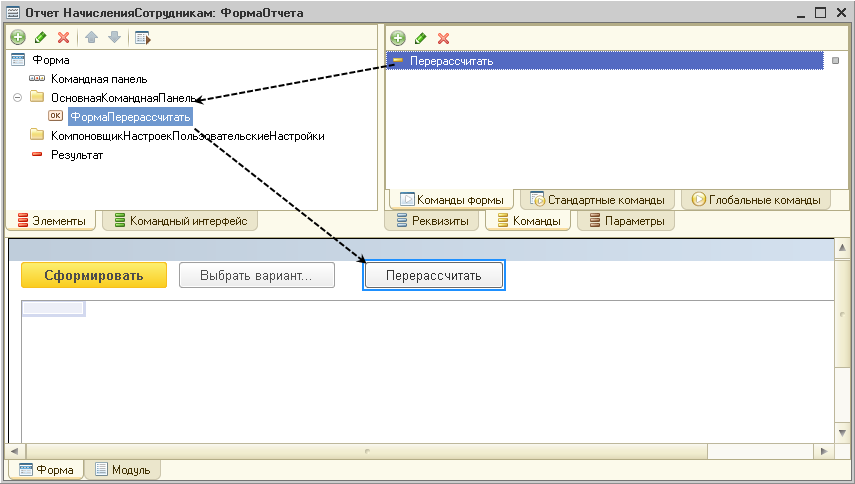 Отчет НачисленияСотрудникам: ФормаОтчета
Форма
Командная панель
ОсновнаяКоманднаяПанель
OK ФормаПерерассчитать
КомпоновщикНастроекПользовательскиеНастройки
Результат
Элементы
Командный интерфейс
Перерассчитать
Команды формы
Стандартные команды
Глобальные команды
Реквизиты
Команды
Параметры
Сформировать
Выбрать вариант...
Перерассчитать
Форма
Модуль